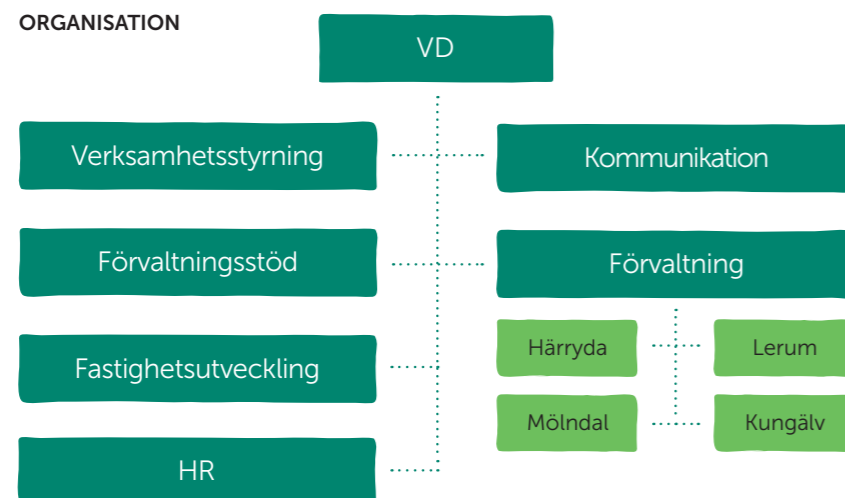 ORGANISATION
VD
Verksamhetsstyrning
Kommunikation
Förvaltningsstöd
Förvaltning
Härryda
Lerum
Fastighetsutveckling
Mölndal
Kungälv
HR